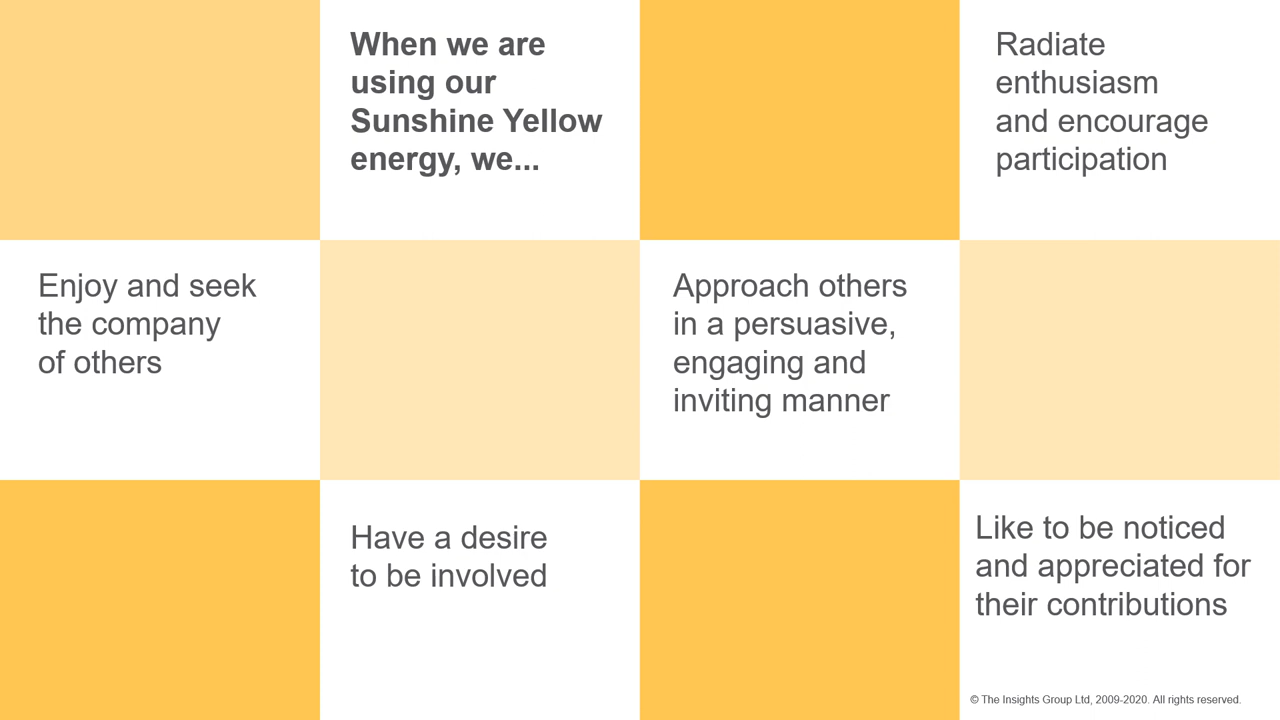 When we are
using our
Sunshine Yellow
energy, we...
Radiate
enthusiasm
and encourage
participation
Enjoy and seek
the company
of others
Approach others
in a persuasive,
engaging and
inviting manner
Have a desire
to be involved
Like to be noticed
and appreciated for
their contributions
© The Insights Group Ltd, 2009-2020. All rights reserved.